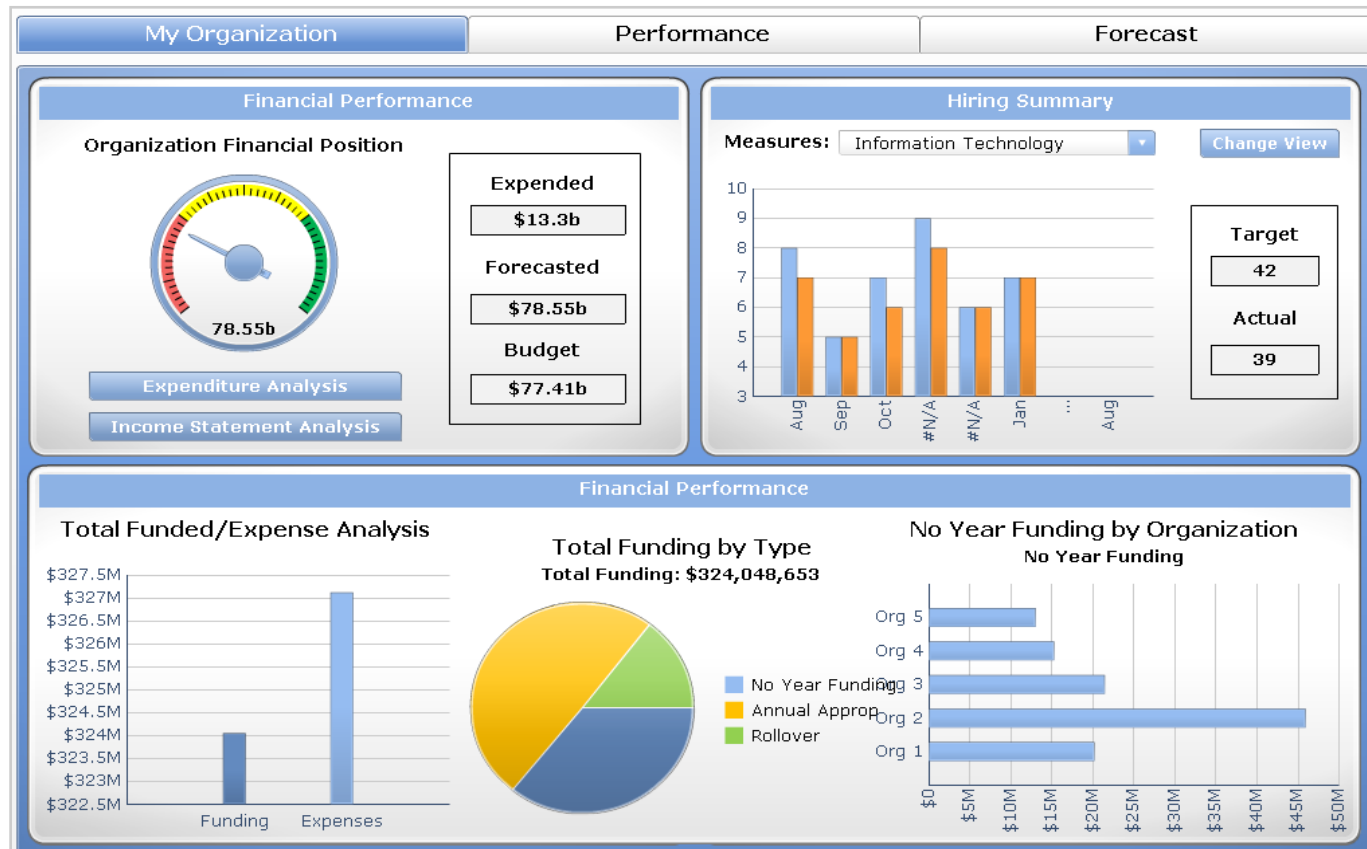 My Organization
Performance
Forecast
Financial Performance
Organization Financial Position
78.55b
Expended
$13.3b
Forecasted
$78.55b
Budget
$77.41b
Expenditure Analysis
Income Statement Analysis
Hiring Summary
Measures: Information Technology
Change View
10
9
8
7
6
5
4
3
Aug
Sep
Oct
#N/A
#N/A
Jan
...
Aug
Target
42
Actual
39
Financial Performance
Total Funded/Expense Analysis
$327.5M
$327M
$326.5M
$326M
$325.5M
$325M
$324.5M
$324M
$323.5M
$323M
$322.5M
Funding
Expenses
Total Funding by Type
Total Funding: $324,048,653
No Year Funding
Annual Approp
Rollover
No Year Funding by Organization
No Year Funding
Org 5
Org 4
Org 3
Org 2
Org 1
$0
$5M
$10M
$15M
$20M
$25M
$30M
$35M
$40M
$45M
$50M